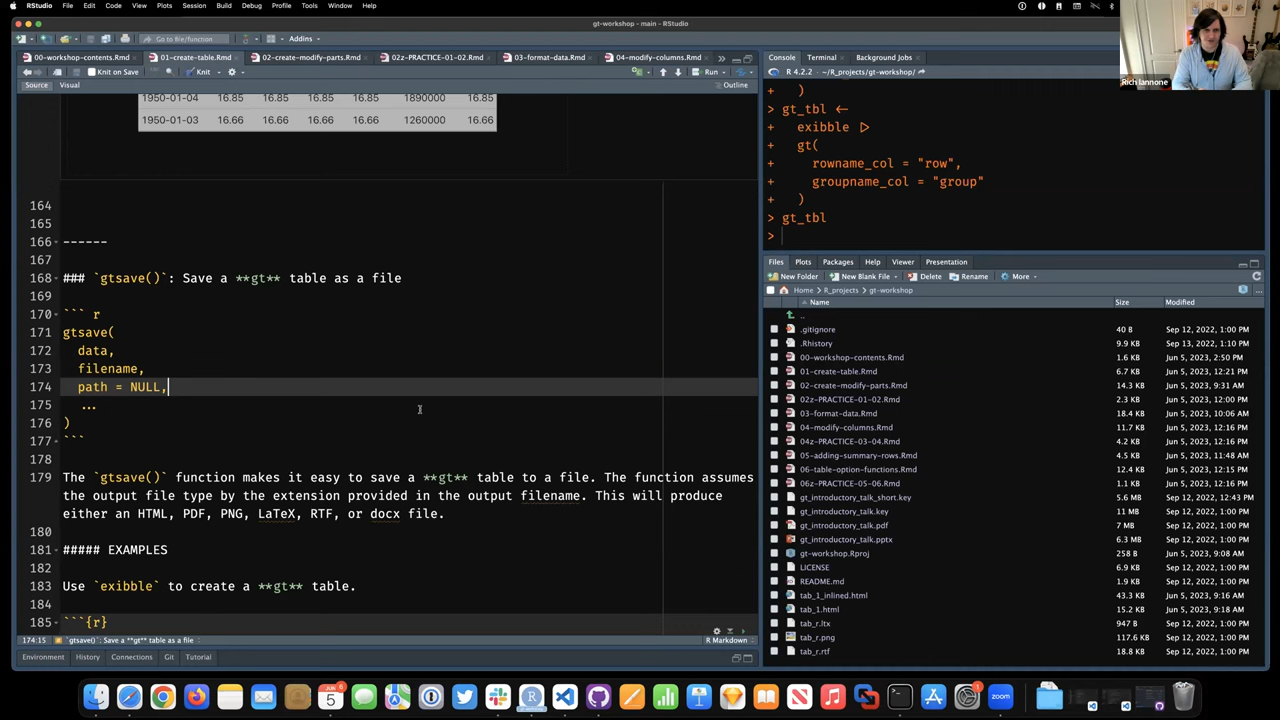 RStudio File Edit Code View Plots Session Build Debug Profile Tools Window Help
gt-workshop - main - RStudio
Go to file/function Addins
00-workshop-contents.Rmd 01-create-table.Rmd 02-create-modify-parts.Rmd 02z-PRACTICE-01-02.Rmd 03-format-data.Rmd 04-modify-columns.Rmd
Knit on Save Knit Run
Source Visual Outline
1950-01-04 16.85 16.85 16.85 16.85 1890000 16.85
1950-01-03 16.66 16.66 16.66 16.66 1260000 16.66
164
165
166 ------
167
168 ### `gtsave()`: Save a **gt** table as a file
169
170 ``` r
171 gtsave(
172 data,
173 filename,
174 path = NULL,
175 ...
176 )
177 ```
178
179 The `gtsave()` function makes it easy to save a **gt** table to a file. The function assumes
the output file type by the extension provided in the output filename. This will produce
either an HTML, PDF, PNG, LaTeX, RTF, or docx file.
180
181 ##### EXAMPLES
182
183 Use `exibble` to create a **gt** table.
184
185 ```{r}
174:15 `gtsave()`: Save a **gt** table as a file R Markdown
Environment History Connections Git Tutorial
Console Terminal Background Jobs
R 4.2.2 · ~/R_projects/gt-workshop/
+ )
> gt_tbl <-
+ exibble |>
+ gt(
+ rowname_col = "row",
+ groupname_col = "group"
+ )
> gt_tbl
>
Files Plots Packages Help Viewer Presentation
New Folder New Blank File Delete Rename More
Home R_projects gt-workshop
Name Size Modified
..
.gitignore 40 B Sep 12, 2022, 1:00 PM
.Rhistory 9.9 KB Sep 13, 2022, 1:10 PM
00-workshop-contents.Rmd 1.6 KB Jun 5, 2023, 2:50 PM
01-create-table.Rmd 6.7 KB Jun 5, 2023, 12:21 PM
02-create-modify-parts.Rmd 14.3 KB Jun 5, 2023, 9:31 AM
02z-PRACTICE-01-02.Rmd 2.3 KB Jun 5, 2023, 12:00 PM
03-format-data.Rmd 18.4 KB Jun 5, 2023, 10:06 AM
04-modify-columns.Rmd 11.7 KB Jun 5, 2023, 12:16 PM
04z-PRACTICE-03-04.Rmd 4.2 KB Jun 5, 2023, 12:16 PM
05-adding-summary-rows.Rmd 4.5 KB Jun 5, 2023, 11:48 AM
06-table-option-functions.Rmd 12.4 KB Jun 5, 2023, 12:15 PM
06z-PRACTICE-05-06.Rmd 1.1 KB Jun 5, 2023, 12:16 PM
gt_introductory_talk_short.key 5.6 MB Sep 13, 2022, 12:43 PM
gt_introductory_talk.key 11 MB Sep 12, 2022, 1:00 PM
gt_introductory_talk.pdf 7 MB Sep 12, 2022, 1:00 PM
gt_introductory_talk.pptx 6.3 MB Sep 12, 2022, 1:00 PM
gt-workshop.Rproj 258 B Jun 5, 2023, 9:08 AM
LICENSE 6.9 KB Sep 12, 2022, 1:00 PM
README.md 1.9 KB Sep 12, 2022, 1:00 PM
tab_1_inlined.html 43.3 KB Jun 5, 2023, 9:16 AM
tab_1.html 15.2 KB Jun 5, 2023, 9:18 AM
tab_r.ltx 947 B Sep 12, 2022, 1:00 PM
tab_r.png 117.6 KB Sep 12, 2022, 1:00 PM
tab_r.rtf 18.8 KB Sep 12, 2022, 1:00 PM
Rich Iannone
JUN 5
zoom